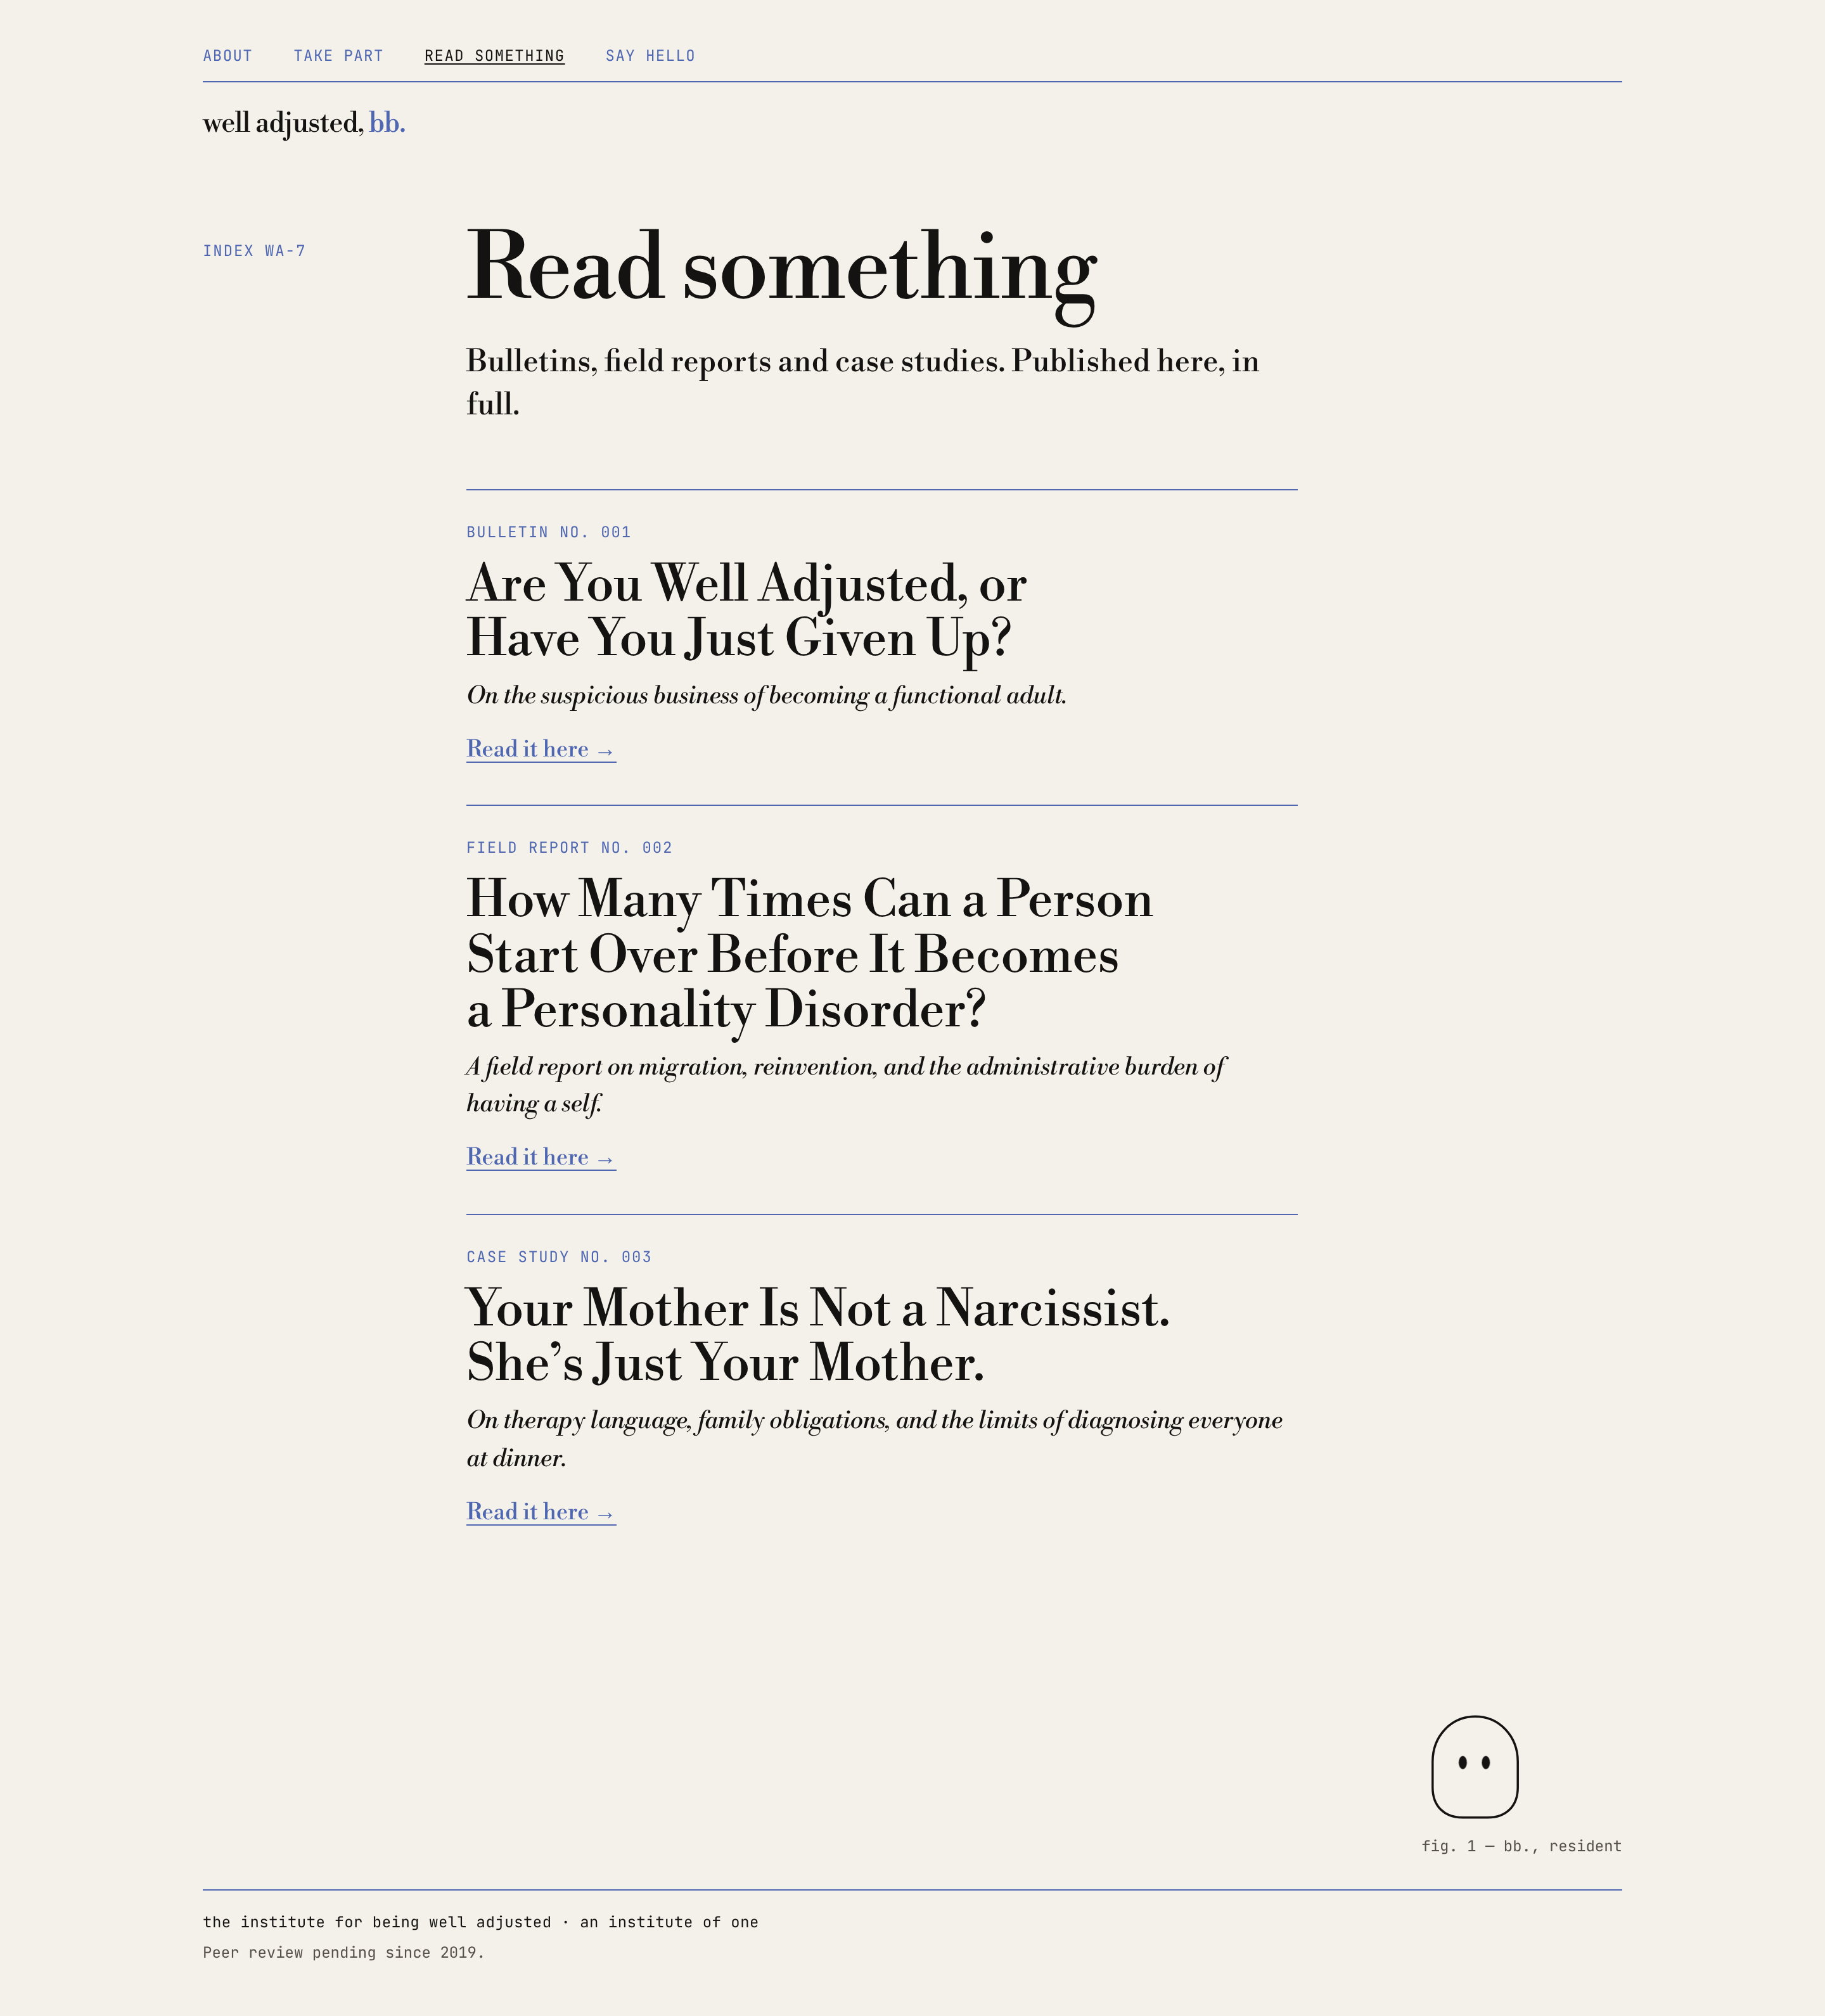 ABOUT TAKE PART READ SOMETHING SAY HELLO
well adjusted, bb.
INDEX WA-7
Read something
Bulletins, field reports and case studies. Published here, in
full.
BULLETIN NO. 001
Are You Well Adjusted, or
Have You Just Given Up?
On the suspicious business of becoming a functional adult.
Read it here →
FIELD REPORT NO. 002
How Many Times Can a Person
Start Over Before It Becomes
a Personality Disorder?
A field report on migration, reinvention, and the administrative burden of
having a self.
Read it here →
CASE STUDY NO. 003
Your Mother Is Not a Narcissist.
She’s Just Your Mother.
On therapy language, family obligations, and the limits of diagnosing everyone
at dinner.
Read it here →
fig. 1 — bb., resident
the institute for being well adjusted · an institute of one
Peer review pending since 2019.